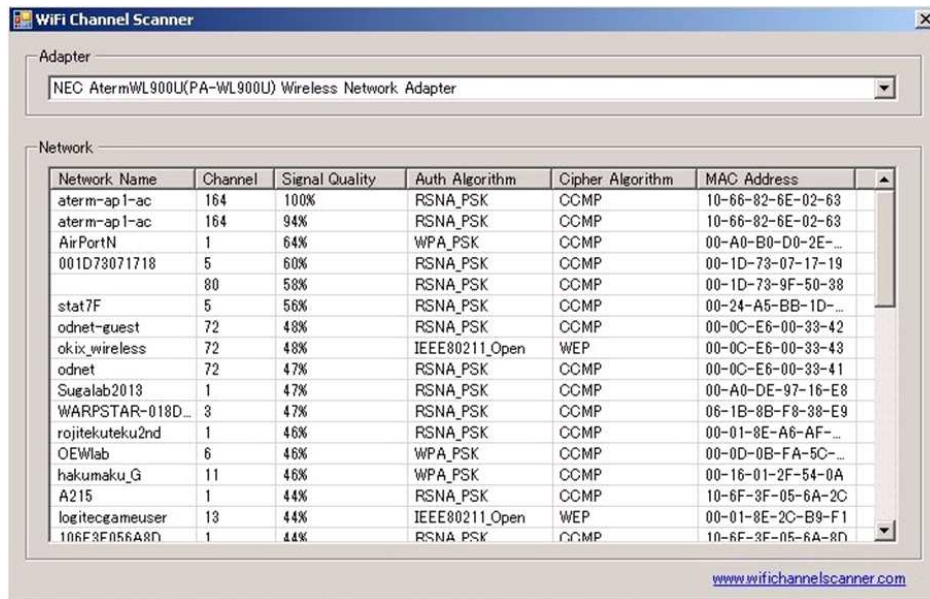 WiFi Channel Scanner
Adapter
NEC AtermWL900U(PA-WL900U) Wireless Network Adapter
Network
Network Name Channel Signal Quality Auth Algorithm Cipher Algorithm MAC Address
aterm-ap1-ac 164 100% RSNA_PSK CCMP 10-66-82-6E-02-63
aterm-ap1-ac 164 94% RSNA_PSK CCMP 10-66-82-6E-02-63
AirPortN 1 64% WPA_PSK CCMP 00-A0-B0-D0-2E-...
001D73071718 5 60% RSNA_PSK CCMP 00-1D-73-07-17-19
80 58% RSNA_PSK CCMP 00-1D-73-9F-50-38
stat7F 5 56% RSNA_PSK CCMP 00-24-A5-BB-1D-...
odnet-guest 72 48% RSNA_PSK CCMP 00-0C-E6-00-33-42
okix_wireless 72 48% IEEE80211_Open WEP 00-0C-E6-00-33-43
odnet 72 47% RSNA_PSK CCMP 00-0C-E6-00-33-41
Sugalab2013 1 47% RSNA_PSK CCMP 00-A0-DE-97-16-E8
WARPSTAR-018D... 3 47% RSNA_PSK CCMP 06-1B-8B-F8-38-E9
rojitekuteku2nd 1 46% RSNA_PSK CCMP 00-01-8E-A6-AF-...
OEWlab 6 46% WPA_PSK CCMP 00-0D-0B-FA-5C-...
hakumaku_G 11 46% WPA_PSK CCMP 00-16-01-2F-54-0A
A215 1 44% RSNA_PSK CCMP 10-6F-3F-05-6A-2C
logitecgameuser 13 44% IEEE80211_Open WEP 00-01-8E-2C-B9-F1
106F3F056A8D 1 44% RSNA_PSK CCMP 10-6F-3F-05-6A-8D
www.wifichannelscanner.com